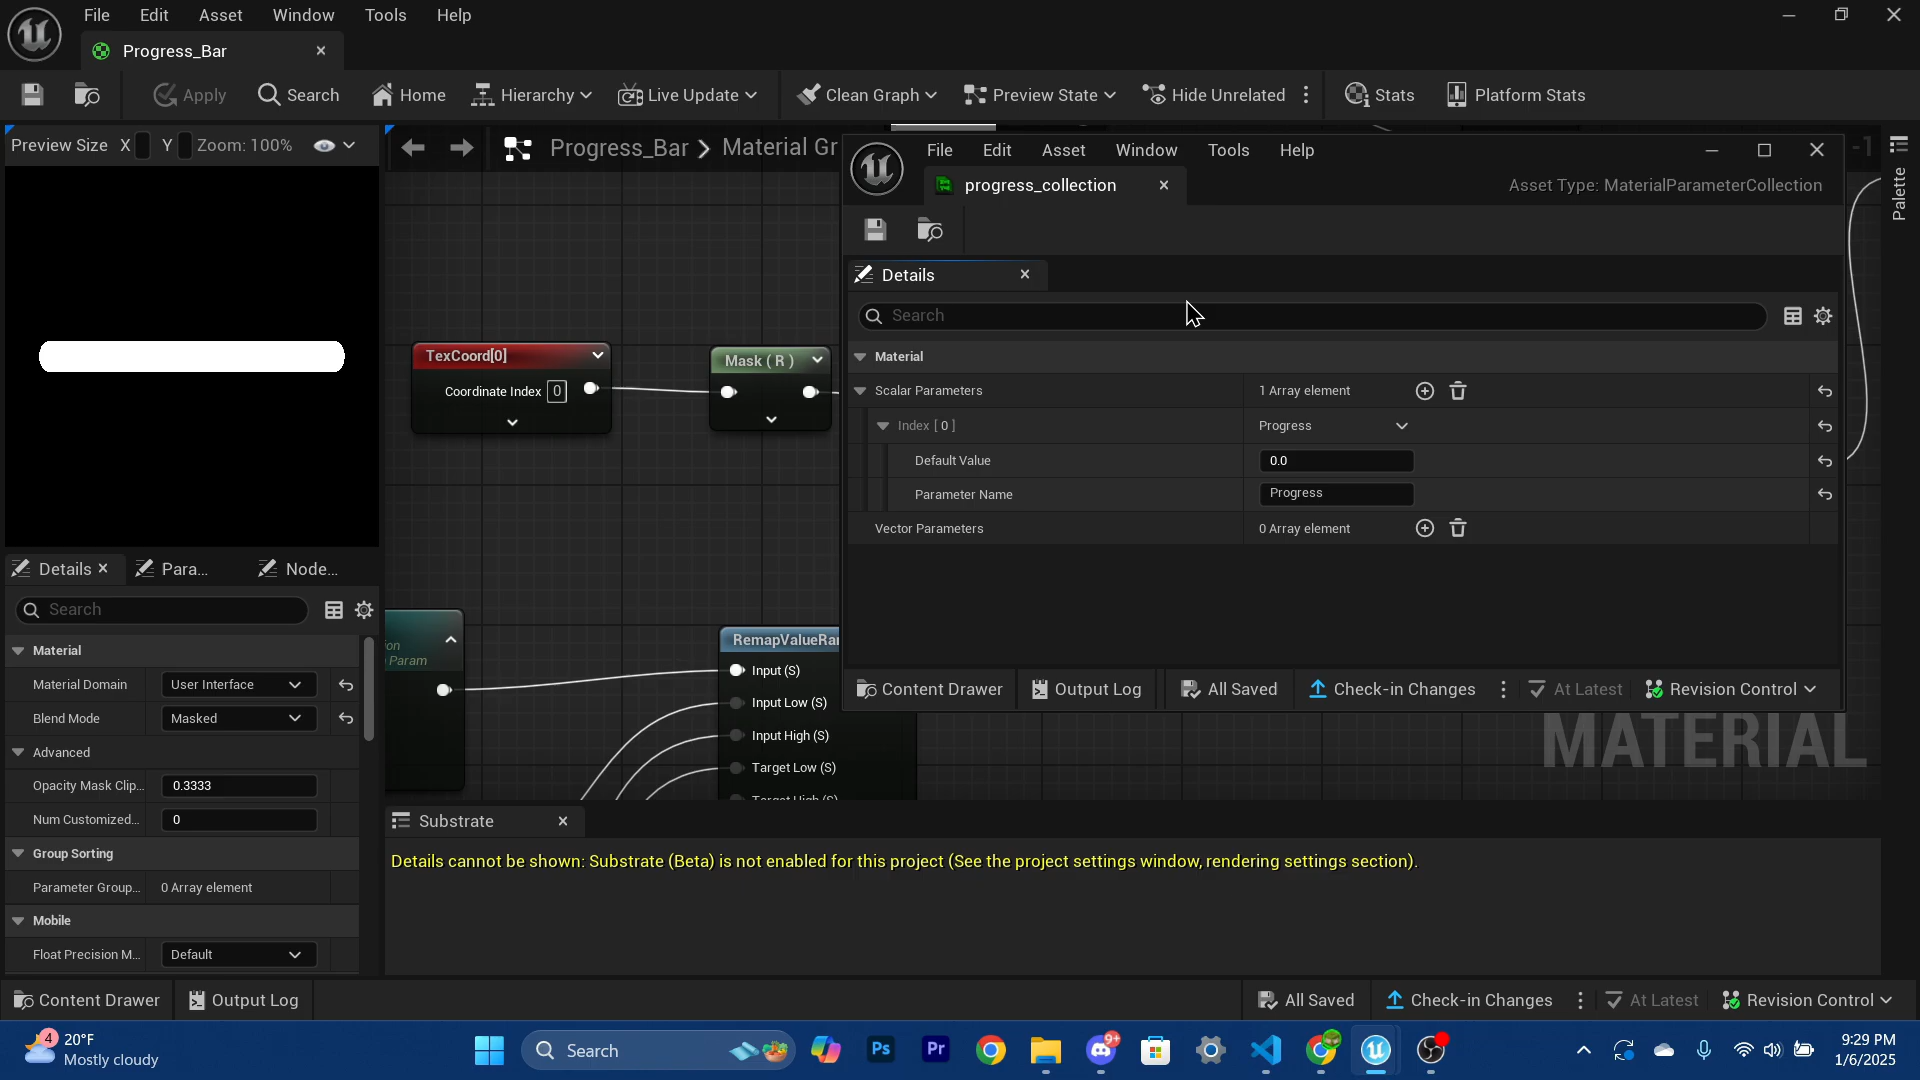 File Edit Asset Window Tools Help
Progress_Bar
Apply Search Home Hierarchy Live Update Clean Graph Preview State Hide Unrelated Stats Platform Stats
Preview Size X Y Zoom: 100%
Progress_Bar > Material Gr
-1
Palette
File Edit Asset Window Tools Help
progress_collection
Asset Type: MaterialParameterCollection
Details
Search
Material
Scalar Parameters 1 Array element
Index [ 0 ] Progress
Default Value 0.0
Parameter Name Progress
Vector Parameters 0 Array element
Content Drawer Output Log All Saved Check-in Changes At Latest Revision Control
TexCoord[0]
Coordinate Index 0
Mask ( R )
on
Param
RemapValueRan
Input (S)
Input Low (S)
Input High (S)
Target Low (S)
Target High (S)
MATERIAL
Details Para... Node...
Search
Material
Material Domain User Interface
Blend Mode Masked
Advanced
Opacity Mask Clip... 0.3333
Num Customized... 0
Group Sorting
Parameter Group... 0 Array element
Mobile
Float Precision M... Default
Substrate
Details cannot be shown: Substrate (Beta) is not enabled for this project (See the project settings window, rendering settings section).
Content Drawer Output Log All Saved Check-in Changes At Latest Revision Control
4
20°F
Mostly cloudy
Search
Ps
Pr
9+
9:29 PM
1/6/2025